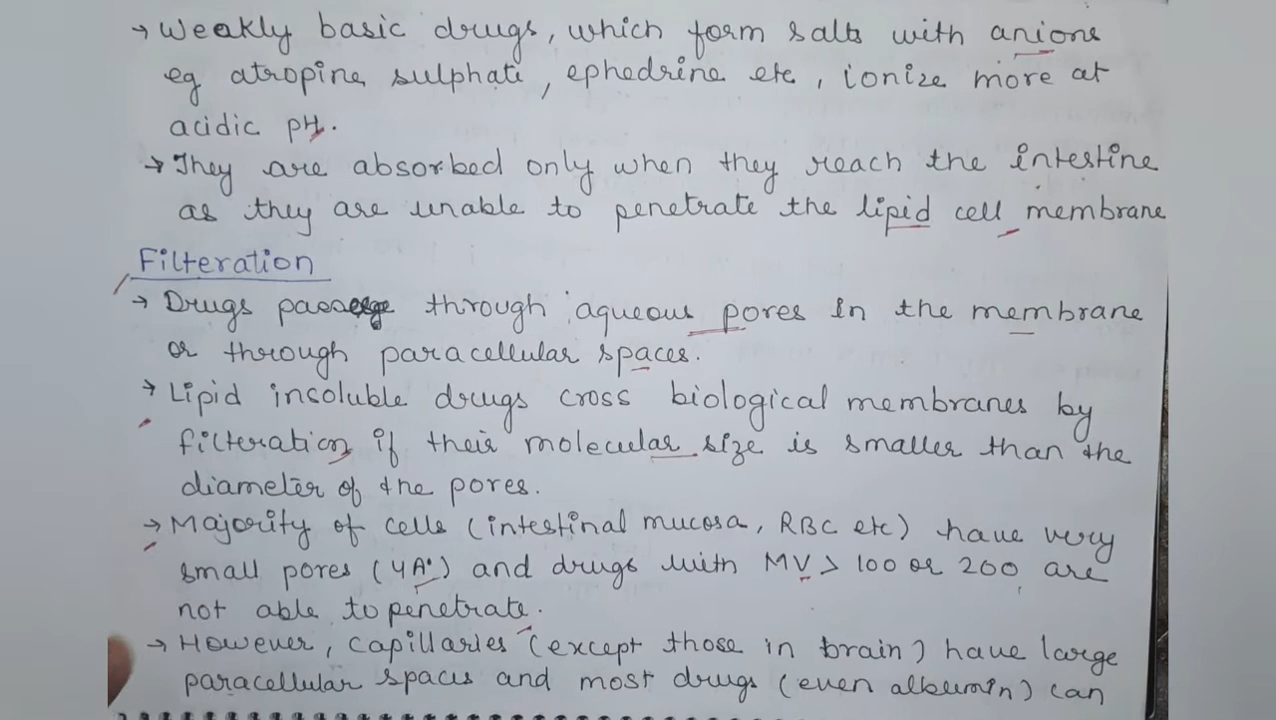 → Weakly basic drugs, which form salts with anions
eg atropine sulphate, ephedrine etc, ionize more at
acidic pH.
→ They are absorbed only when they reach the intestine
as they are unable to penetrate the lipid cell membrane
Filteration
→ Drugs passage through aqueous pores in the membrane
or through paracellular spaces.
→ Lipid insoluble drugs cross biological membranes by
filteration if their molecular size is smaller than the
diameter of the pores.
→ Majority of cells (intestinal mucosa, RBC etc) have very
small pores (4A°) and drugs with MV > 100 or 200 are
not able to penetrate.
→ However, capillaries (except those in brain) have large
paracellular spaces and most drugs (even albumin) can